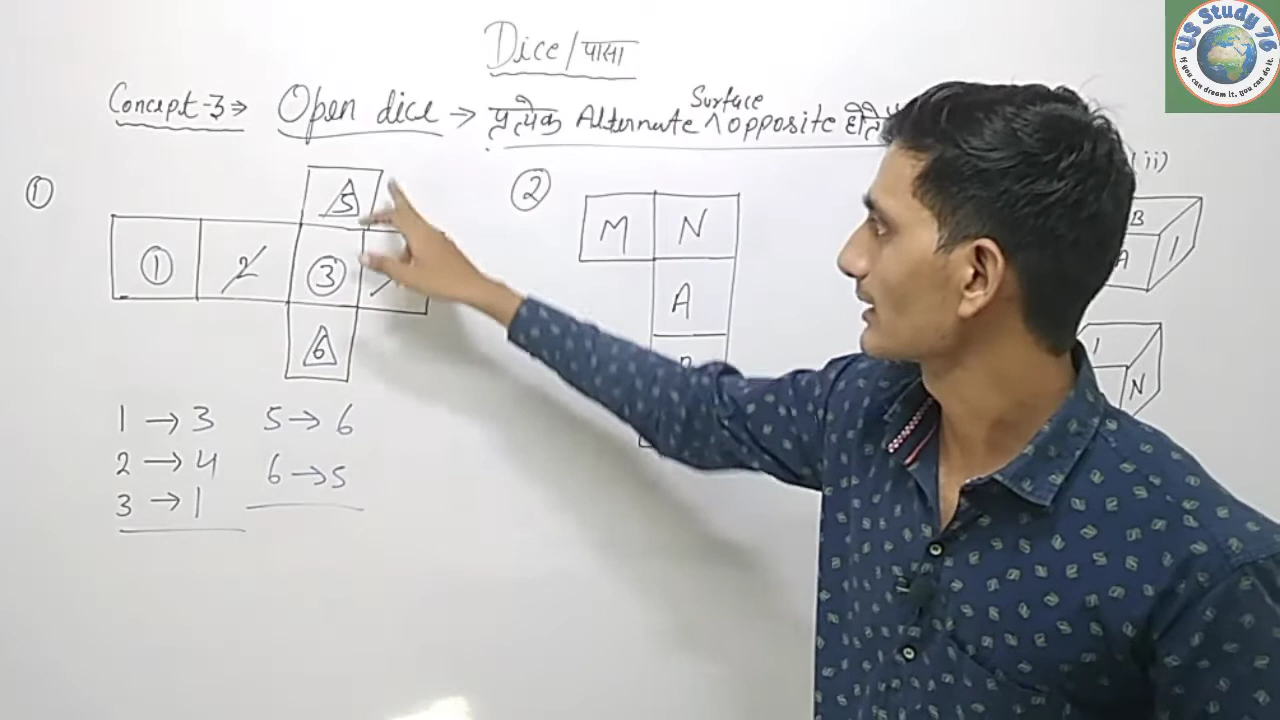 US Study 76
If you can dream it. you can do it.
Dice/पासा
Concept-3⇒ Open dice → प्रत्येक Alternate ^ opposite
Surface
①
5
1 2 3
6
②
M N
A
(ii)
B
A 1
N
1 → 3 5 → 6
2 → 4 6 → 5
3 → 1